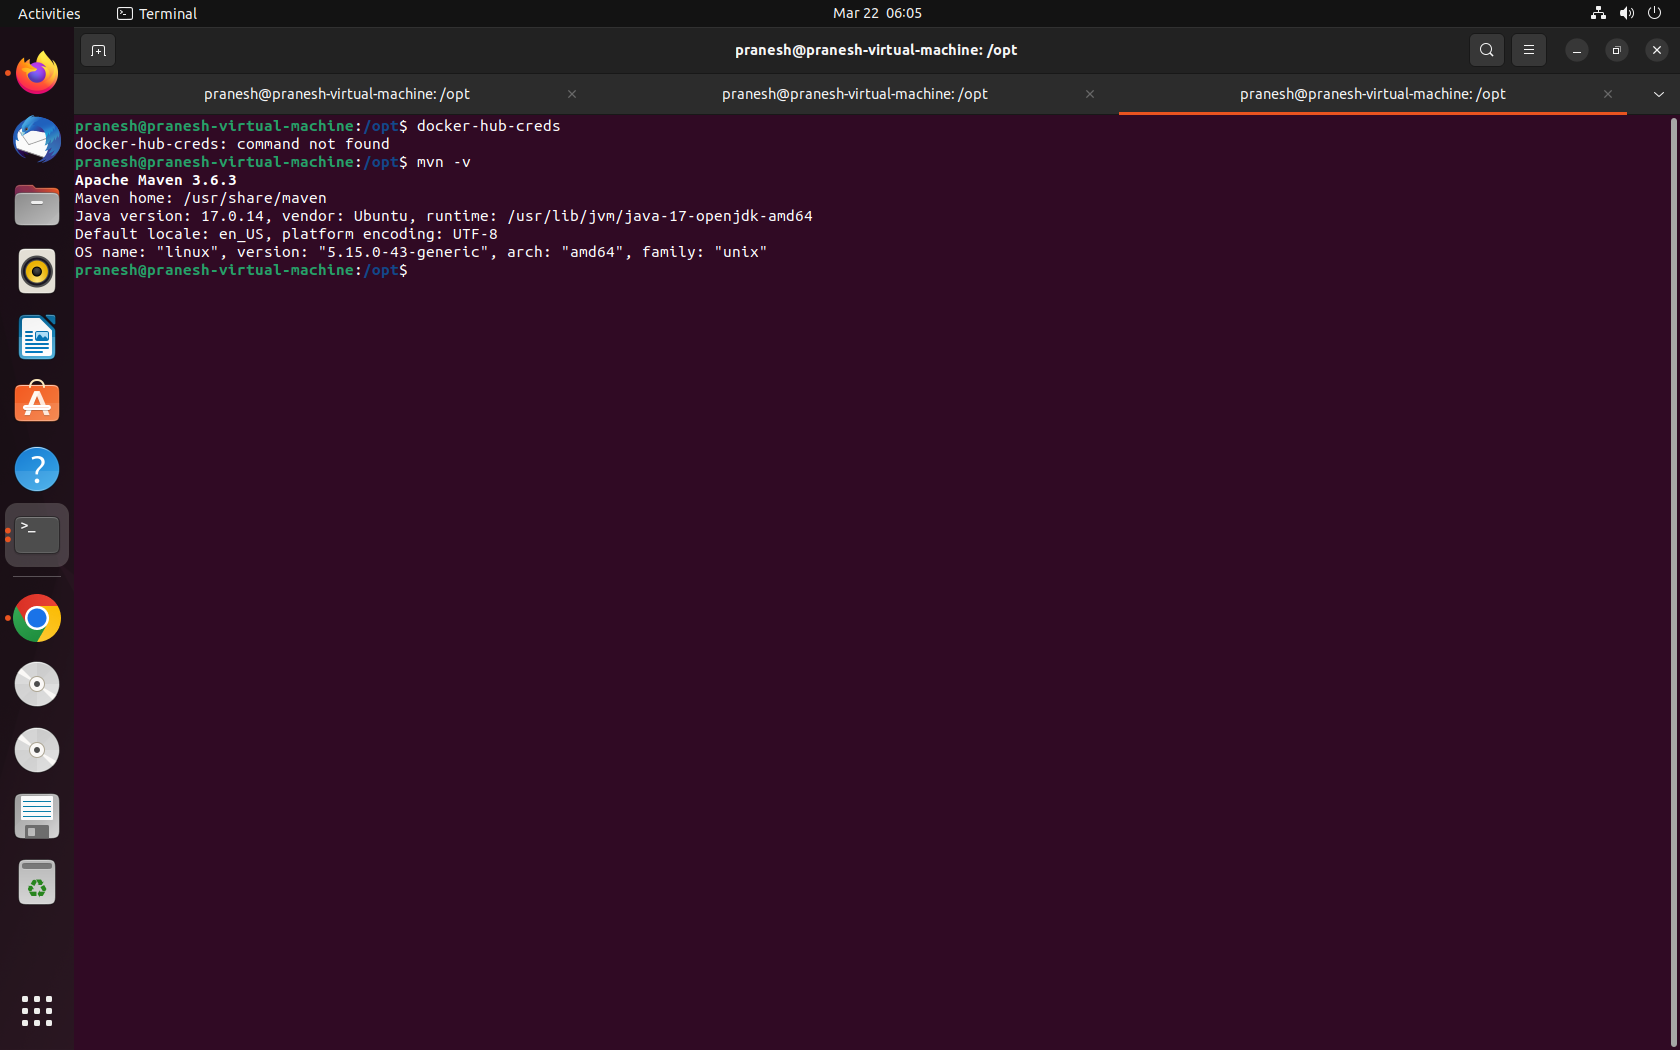 Activities
Terminal
Mar 22 06:05
pranesh@pranesh-virtual-machine: /opt
pranesh@pranesh-virtual-machine: /opt
pranesh@pranesh-virtual-machine: /opt
pranesh@pranesh-virtual-machine: /opt
pranesh@pranesh-virtual-machine:/opt$ docker-hub-creds
docker-hub-creds: command not found
pranesh@pranesh-virtual-machine:/opt$ mvn -v
Apache Maven 3.6.3
Maven home: /usr/share/maven
Java version: 17.0.14, vendor: Ubuntu, runtime: /usr/lib/jvm/java-17-openjdk-amd64
Default locale: en_US, platform encoding: UTF-8
OS name: "linux", version: "5.15.0-43-generic", arch: "amd64", family: "unix"
pranesh@pranesh-virtual-machine:/opt$